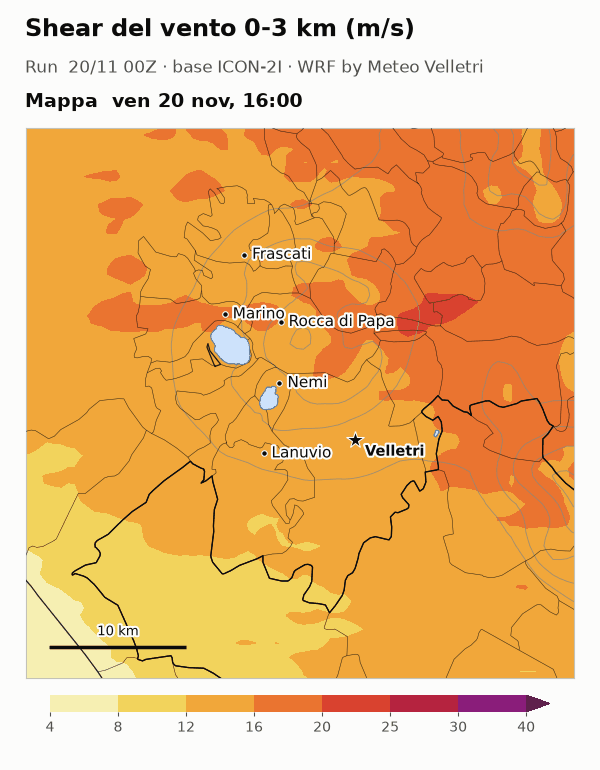 Shear del vento 0-3 km (m/s)
Run  20/11 00Z · base ICON-2I · WRF by Meteo Velletri
Mappa  ven 20 nov, 16:00
Frascati
Marino
Rocca di Papa
Nemi
Velletri
Lanuvio
10 km
4 8 12 16 20 25 30 40